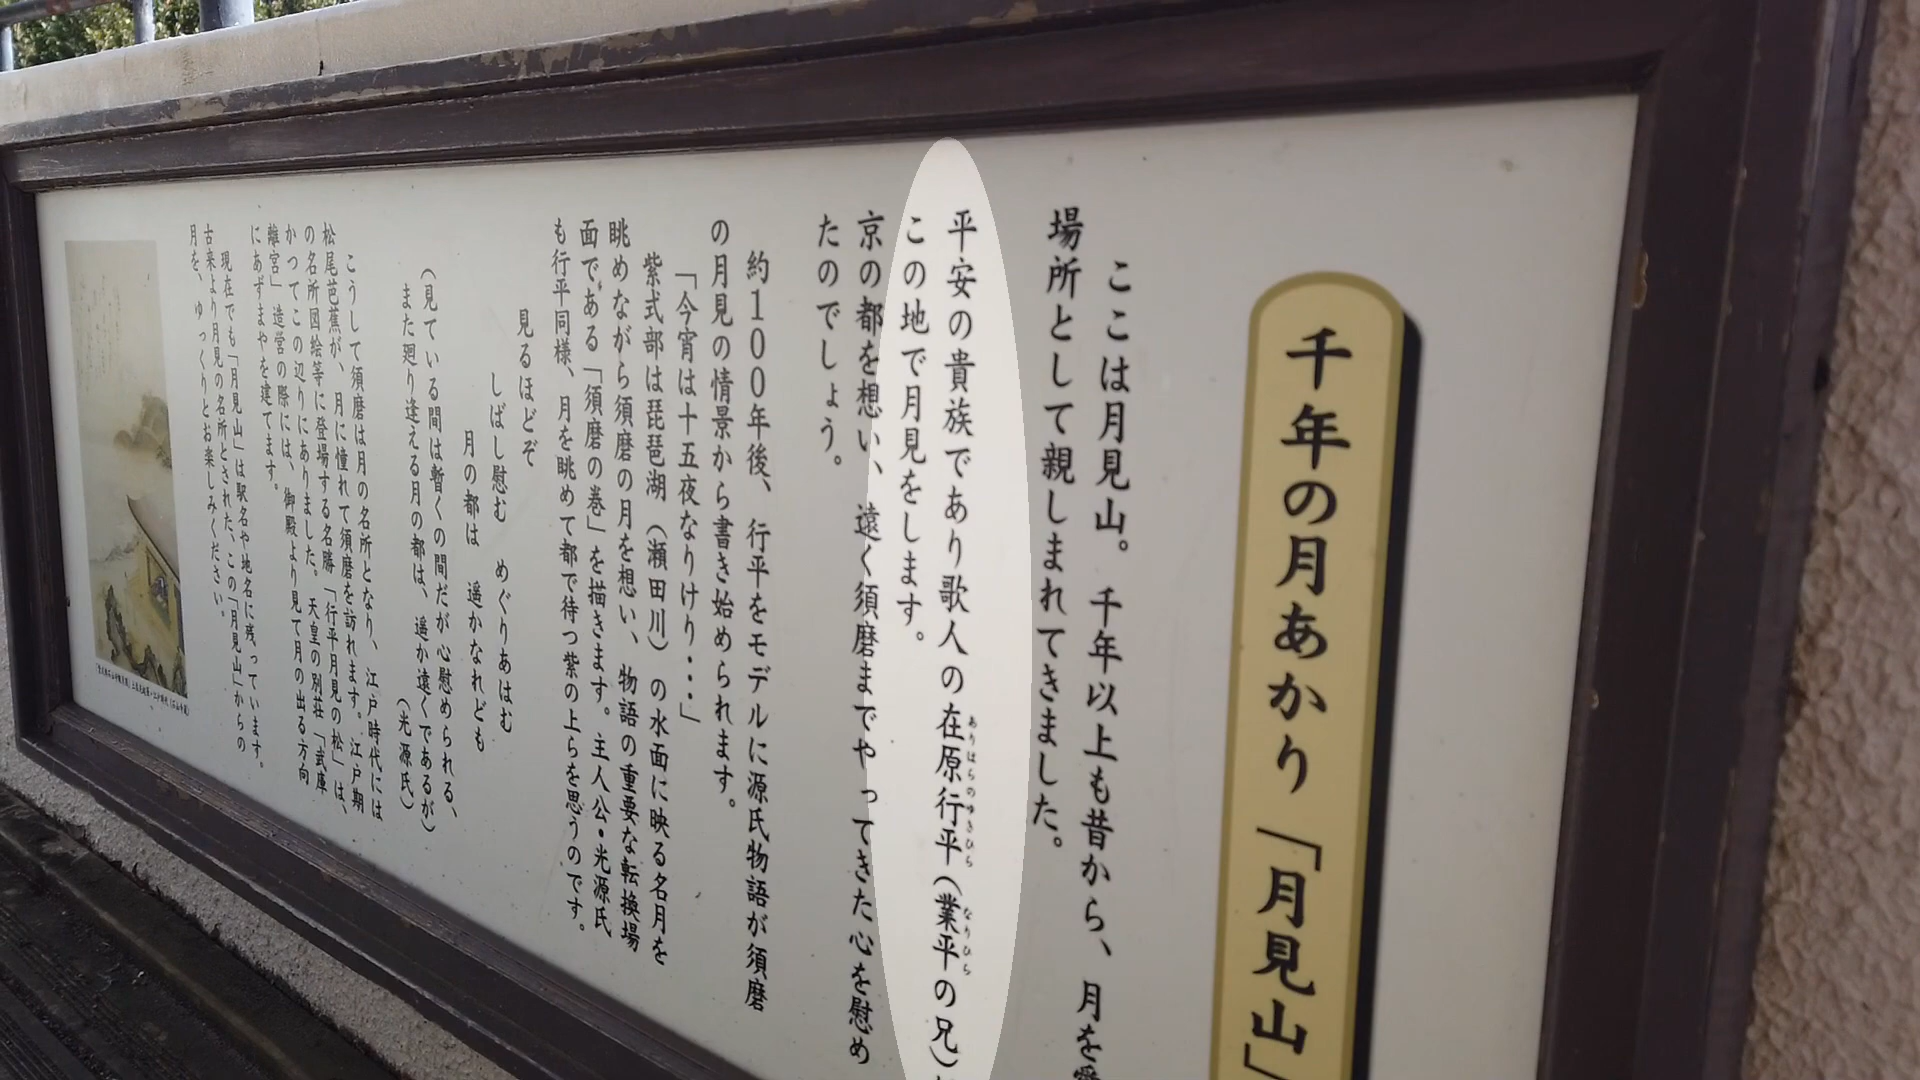 千年の月あかり「月見山」
ここは月見山。千年以上も昔から、月を愛
場所として親しまれてきました。
平安の貴族であり歌人の在原行平(業平の兄)
ありはらのゆきひら
なりひら
この地で月見をします。
京の都を想い、遠く須磨までやってきた心を慰め
たのでしょう。
約100年後、行平をモデルに源氏物語が須磨
の月見の情景から書き始められます。
「今宵は十五夜なりけり・・・」
紫式部は琵琶湖(瀬田川)の水面に映る名月を
眺めながら須磨の月を想い、物語の重要な転換場
面である「須磨の巻」を描きます。主人公・光源氏
も行平同様、月を眺めて都で待つ紫の上らを思うのです。
見るほどぞ
しばし慰む めぐりあはむ
月の都は 遥かなれども
(見ている間は暫くの間だが心慰められる、
また廻り逢える月の都は、遥か遠くであるが)
(光源氏)
こうして須磨は月の名所となり、江戸時代には
松尾芭蕉が、月に憧れて須磨を訪れます。江戸期
の名所図絵等に登場する名勝「行平月見の松」は、
かつてこの辺りにありました。天皇の別荘「武庫
離宮」造営の際には、御殿より見て月の出る方向
にあずまやを建てます。
現在でも「月見山」は駅名や地名に残っています。
古来より月見の名所とされた、この「月見山」からの
月を、ゆっくりとお楽しみください。